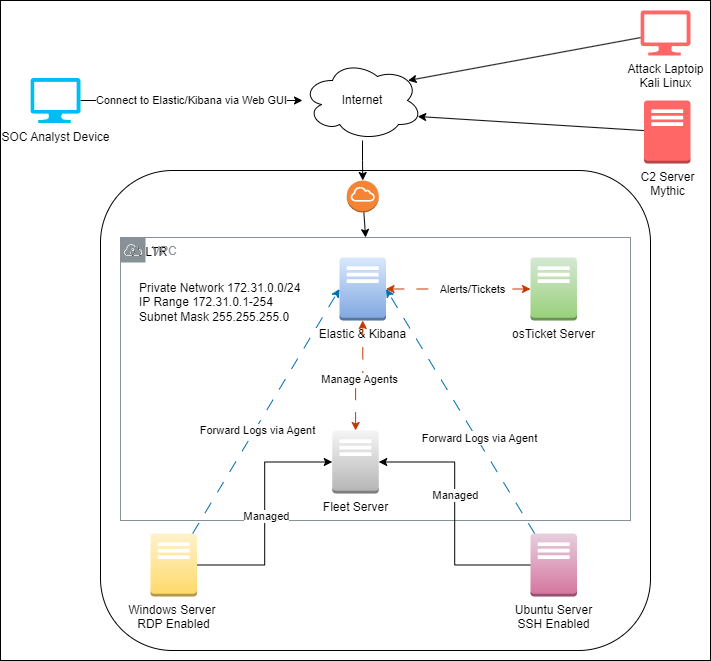 Attack Laptoip
Kali Linux
Connect to Elastic/Kibana via Web GUI
Internet
SOC Analyst Device
C2 Server
Mythic
LTR
VPC
Private Network 172.31.0.0/24
IP Range 172.31.0.1-254
Subnet Mask 255.255.255.0
Alerts/Tickets
Elastic & Kibana
osTicket Server
Manage Agents
Forward Logs via Agent
Forward Logs via Agent
Managed
Fleet Server
Managed
Windows Server
RDP Enabled
Ubuntu Server
SSH Enabled